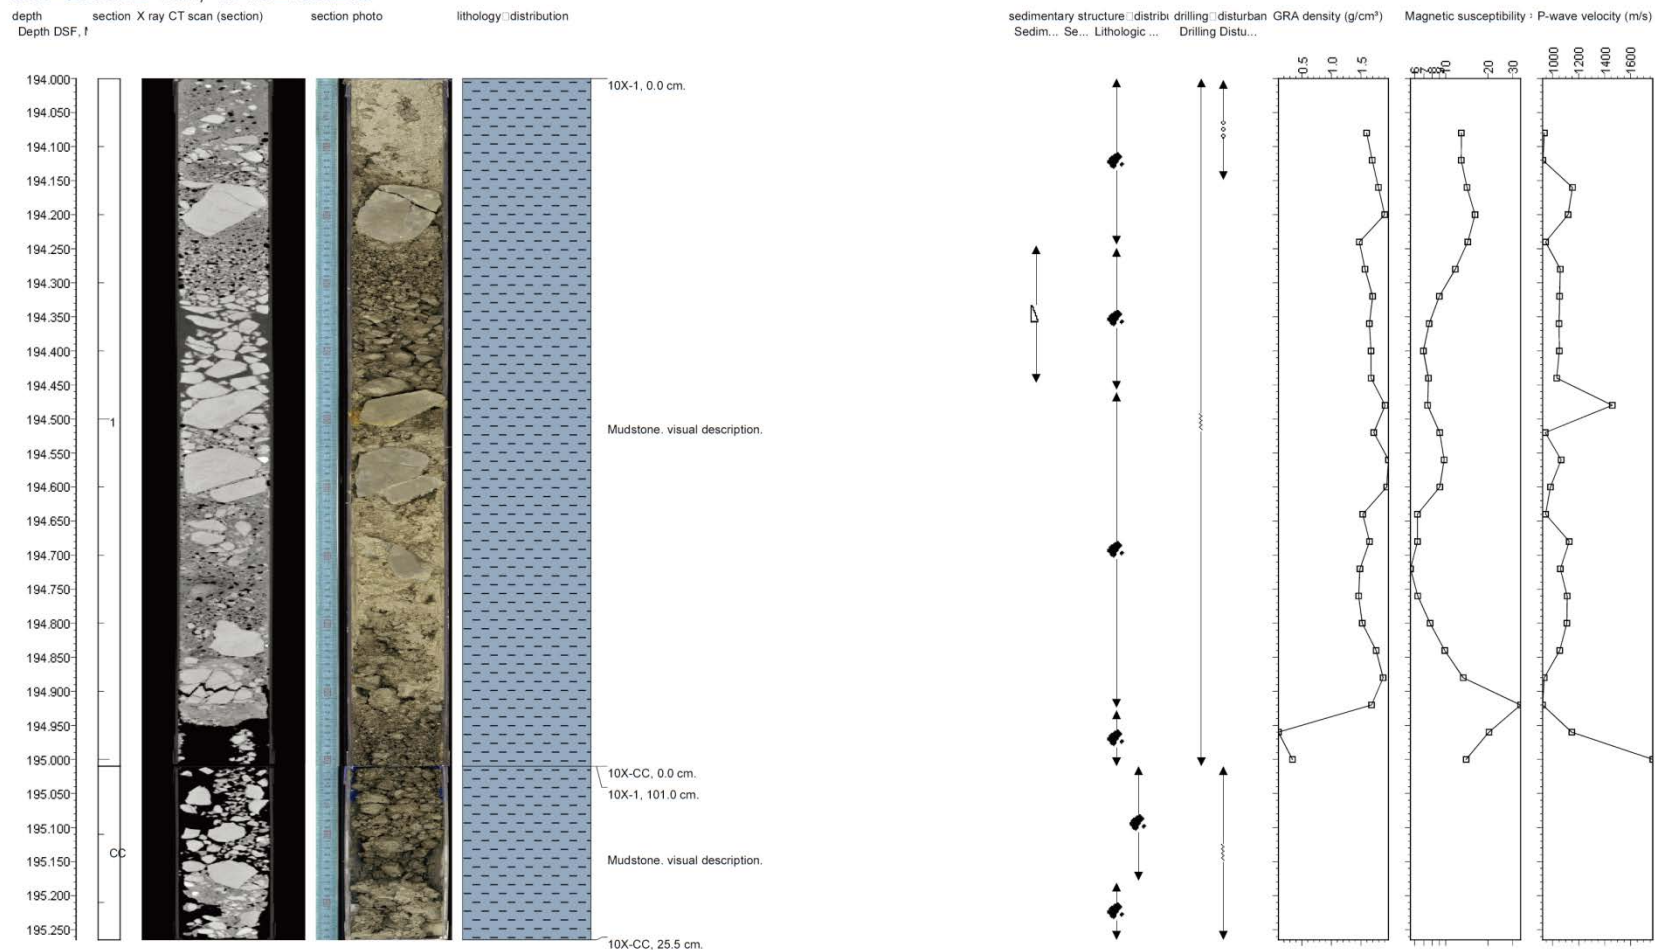 depth section X ray CT scan (section) section photo lithology□distribution sedimentary structure□distribu drilling□disturban GRA density (g/cm³) Magnetic susceptibility P-wave velocity (m/s)
Depth DSF, Sedim... Se... Lithologic ... Drilling Distu...
0.5 1.0 1.5 6 7 8 9 10 20 30 1000 1200 1400 1600
194.000
10X-1, 0.0 cm.
194.050
194.100
194.150
194.200
194.250
194.300
194.350
194.400
194.450
194.500
1
Mudstone. visual description.
194.550
194.600
194.650
194.700
194.750
194.800
194.850
194.900
194.950
195.000
10X-CC, 0.0 cm.
195.050
10X-1, 101.0 cm.
195.100
CC
195.150
Mudstone. visual description.
195.200
195.250
10X-CC, 25.5 cm.